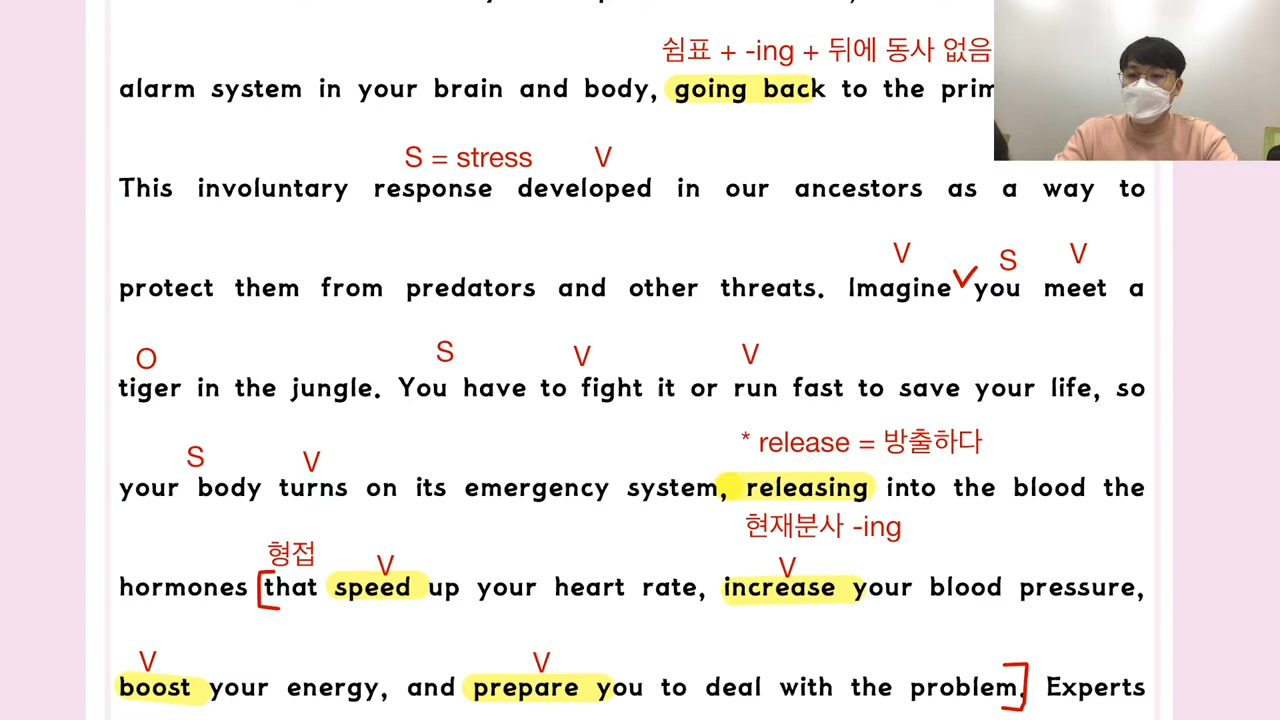 쉼표 + -ing + 뒤에 동사 없음
alarm system in your brain and body, going back to the prim
S = stress V
This involuntary response developed in our ancestors as a way to
V S V
protect them from predators and other threats. Imagine you meet a
O S V V
tiger in the jungle. You have to fight it or run fast to save your life, so
* release = 방출하다
S V
your body turns on its emergency system, releasing into the blood the
현재분사 -ing
형접 V V
hormones [that speed up your heart rate, increase your blood pressure,
V V
boost your energy, and prepare you to deal with the problem.] Experts